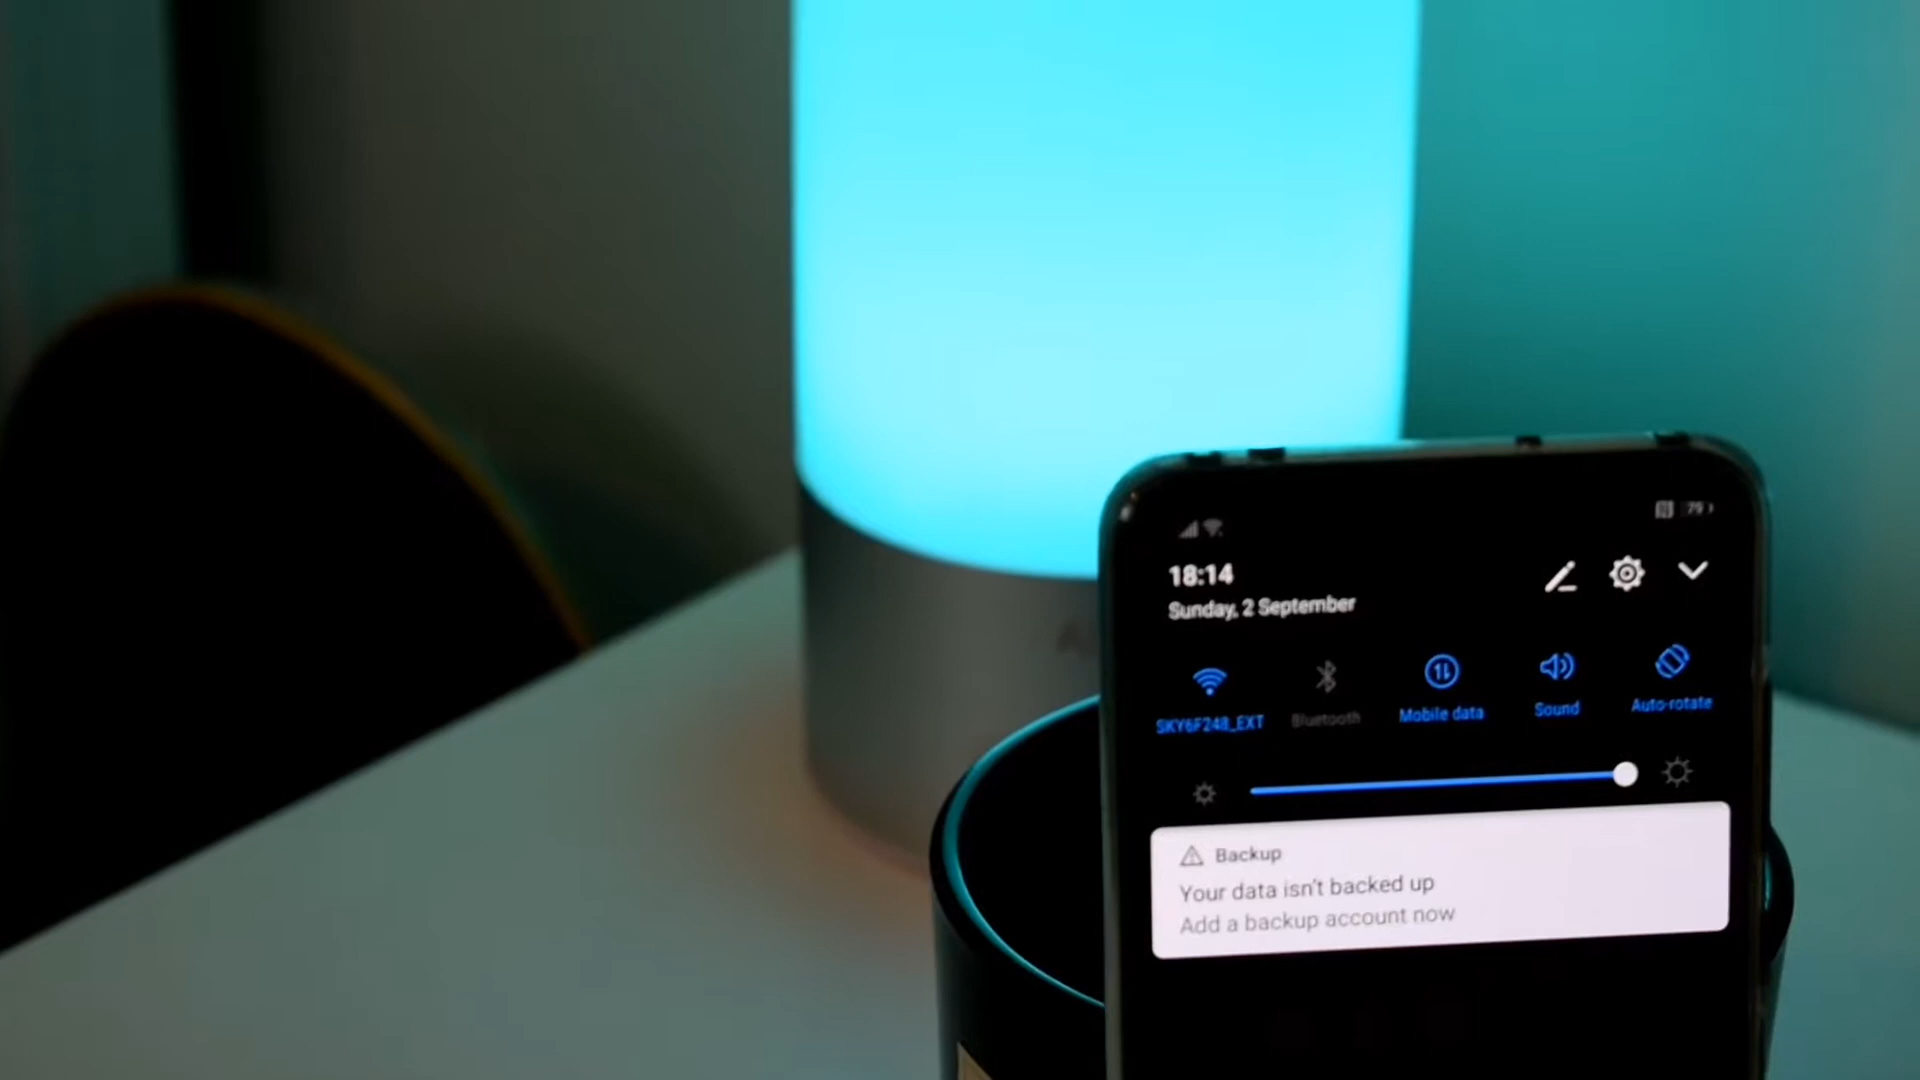 79
18:14
Sunday, 2 September
SKY6F248_EXT
Bluetooth
Mobile data
Sound
Auto-rotate
Backup
Your data isn't backed up
Add a backup account now